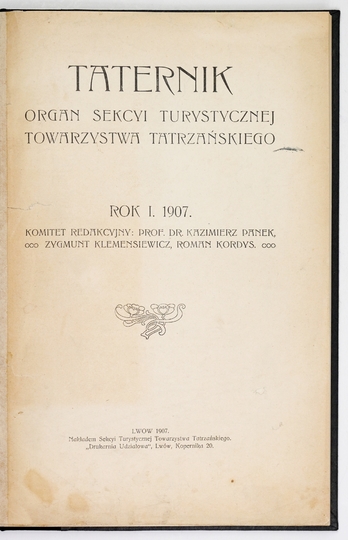 TATERNIK
ORGAN SEKCYI TURYSTYCZNEJ
TOWARZYSTWA TATRZAŃSKIEGO
ROK I. 1907.
KOMITET REDAKCYJNY: PROF. DR. KAZIMIERZ PANEK,
ZYGMUNT KLEMENSIEWICZ, ROMAN KORDYS.
LWÓW 1907.
Nakładem Sekcyi Turystycznej Towarzystwa Tatrzańskiego.
„Drukarnia Udziałowa”, Lwów, Kopernika 20.